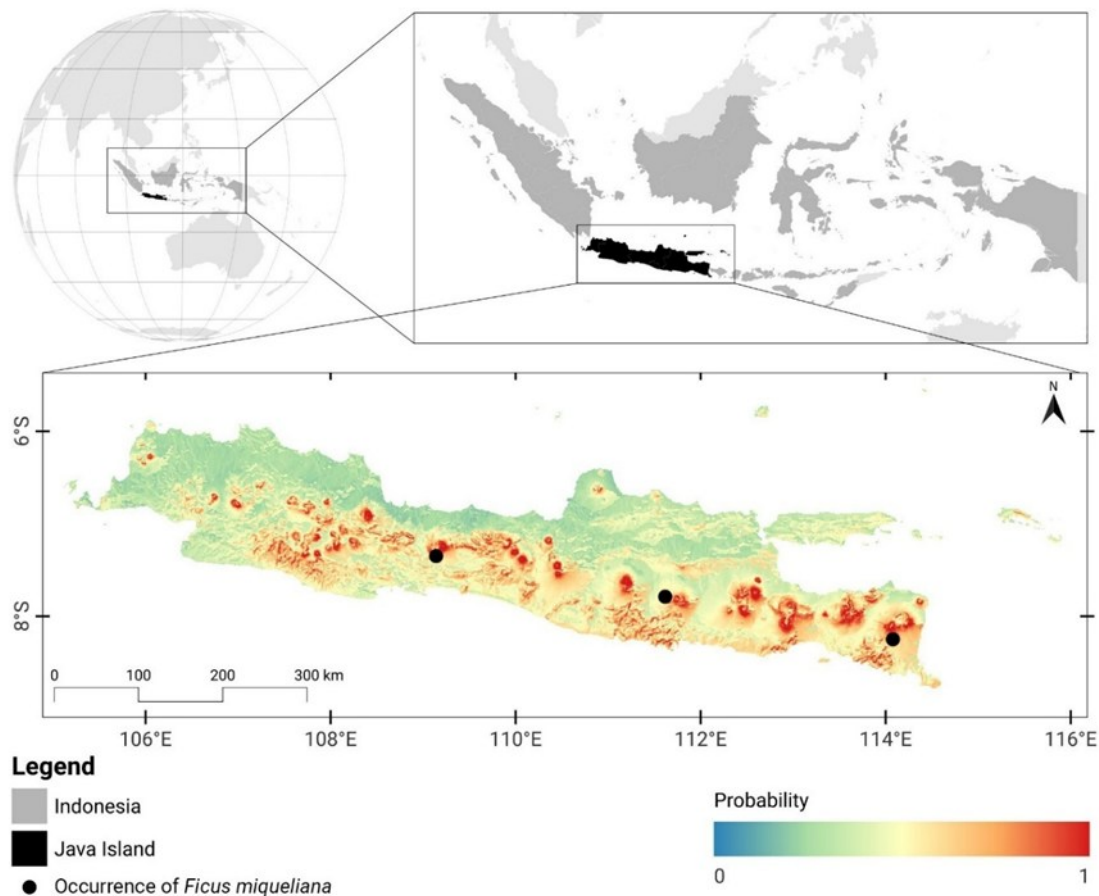 N
6°S
8°S
0 100 200 300 km
106°E 108°E 110°E 112°E 114°E 116°E
Legend
Indonesia
Java Island
Occurrence of Ficus miqueliana
Probability
0 1